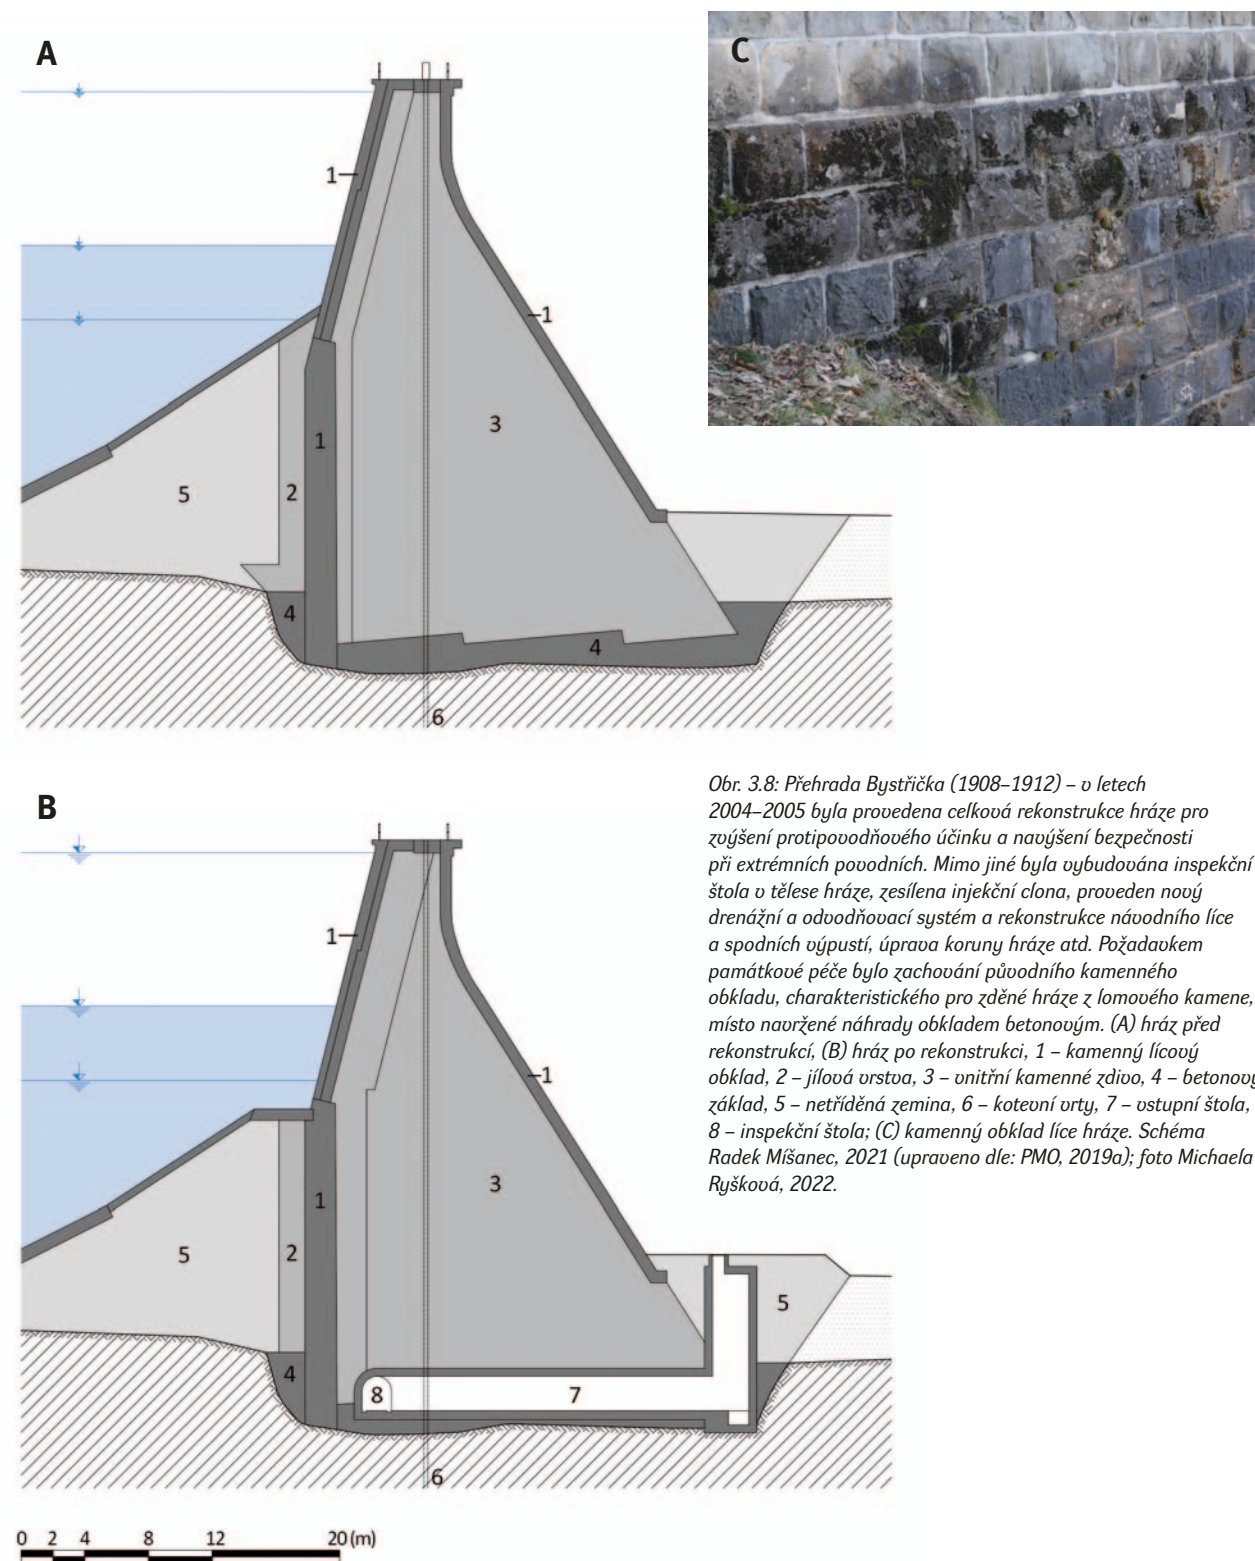 A
C
1
1
3
1
2
5
4
4
6
Obr. 3.8: Přehrada Bystřička (1908–1912) – v letech
2004–2005 byla provedena celková rekonstrukce hráze pro
zvýšení protipovodňového účinku a navýšení bezpečnosti
při extrémních povodních. Mimo jiné byla vybudována inspekční
štola v tělese hráze, zesílena injekční clona, proveden nový
drenážní a odvodňovací systém a rekonstrukce návodního líce
a spodních výpustí, úprava koruny hráze atd. Požadavkem
památkové péče bylo zachování původního kamenného
obkladu, charakteristického pro zděné hráze z lomového kamene,
místo navržené náhrady obkladem betonovým. (A) hráz před
rekonstrukcí, (B) hráz po rekonstrukci, 1 – kamenný lícový
obklad, 2 – jílová vrstva, 3 – vnitřní kamenné zdivo, 4 – betonový
základ, 5 – netříděná zemina, 6 – kotevní vrty, 7 – vstupní štola,
8 – inspekční štola; (C) kamenný obklad líce hráze. Schéma
Radek Míšanec, 2021 (upraveno dle: PMO, 2019a); foto Michaela
Ryšková, 2022.
B
1
1
3
1
2
5
5
4
8
7
6
0 2 4 8 12 20 (m)